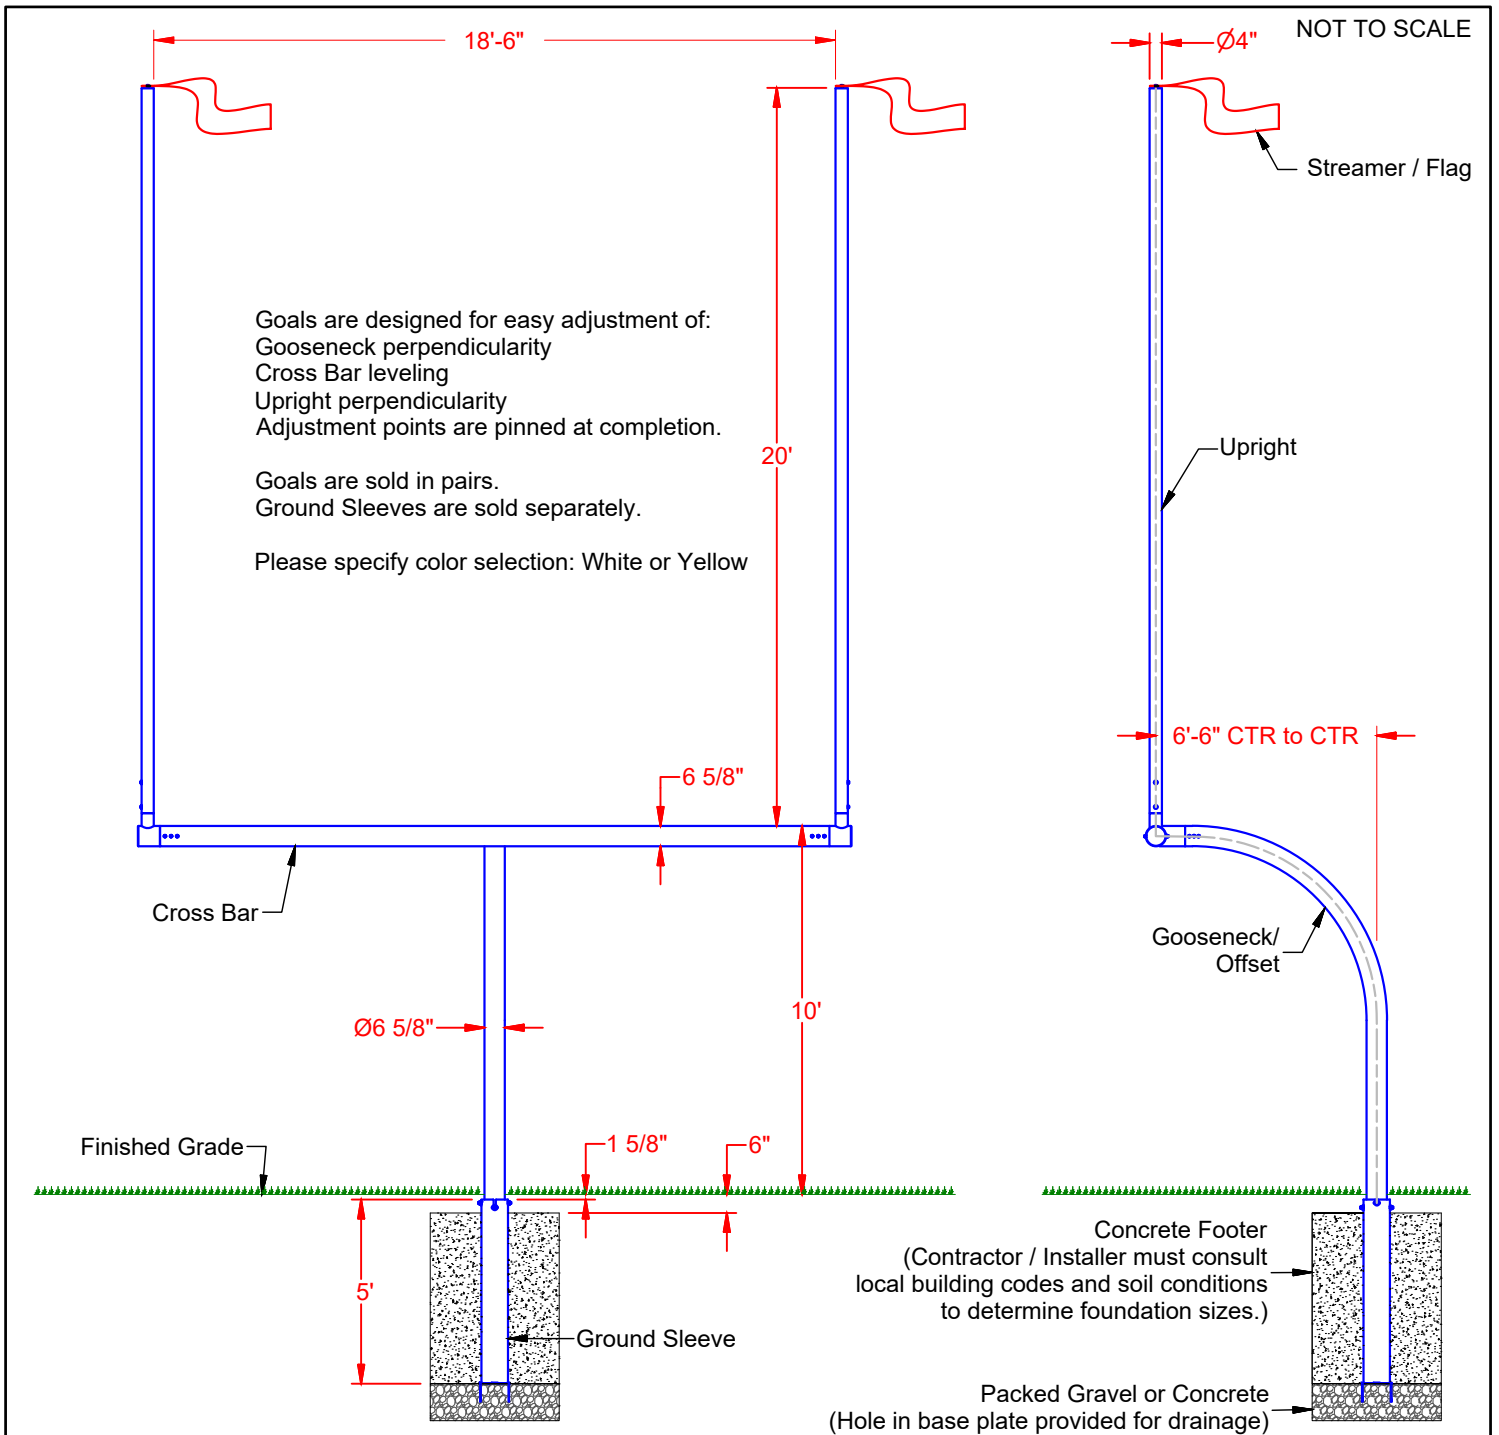 NOT TO SCALE
18'-6"
Ø4"
Streamer / Flag
Goals are designed for easy adjustment of:
Gooseneck perpendicularity
Cross Bar leveling
Upright perpendicularity
Adjustment points are pinned at completion.
Goals are sold in pairs.
Ground Sleeves are sold separately.
Please specify color selection: White or Yellow
20'
Upright
6'-6" CTR to CTR
6 5/8"
Cross Bar
Gooseneck/
Offset
Ø6 5/8"
10'
Finished Grade
1 5/8"
6"
5'
Ground Sleeve
Concrete Footer
(Contractor / Installer must consult
local building codes and soil conditions
to determine foundation sizes.)
Packed Gravel or Concrete
(Hole in base plate provided for drainage)